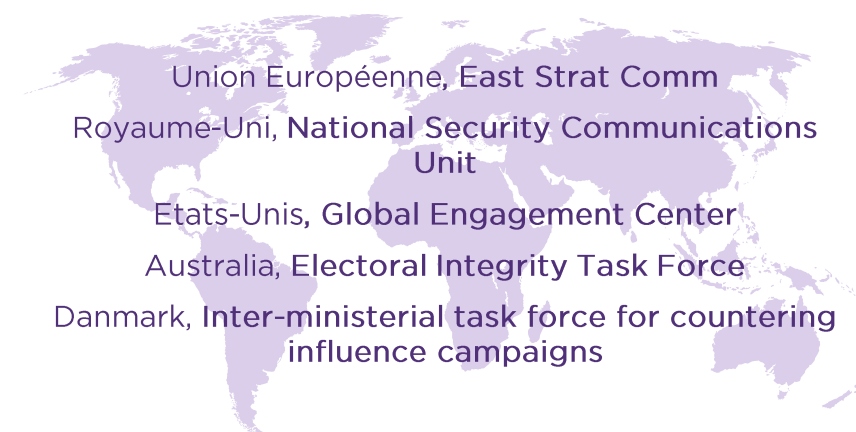 Union Européenne, East Strat Comm
Royaume-Uni, National Security Communications
Unit
Etats-Unis, Global Engagement Center
Australia, Electoral Integrity Task Force
Danmark, Inter-ministerial task force for countering
influence campaigns